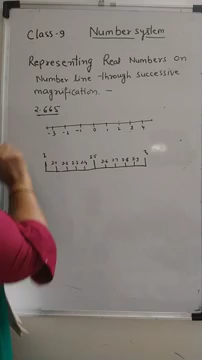 Class-9 Number system
Representing Real Numbers on
Number line through successive
magnification -
2.665
-3 -2 -1 0 1 2 3 4
2 2.1 2.2 2.3 2.4 2.5 2.6 2.7 2.8 2.9 3